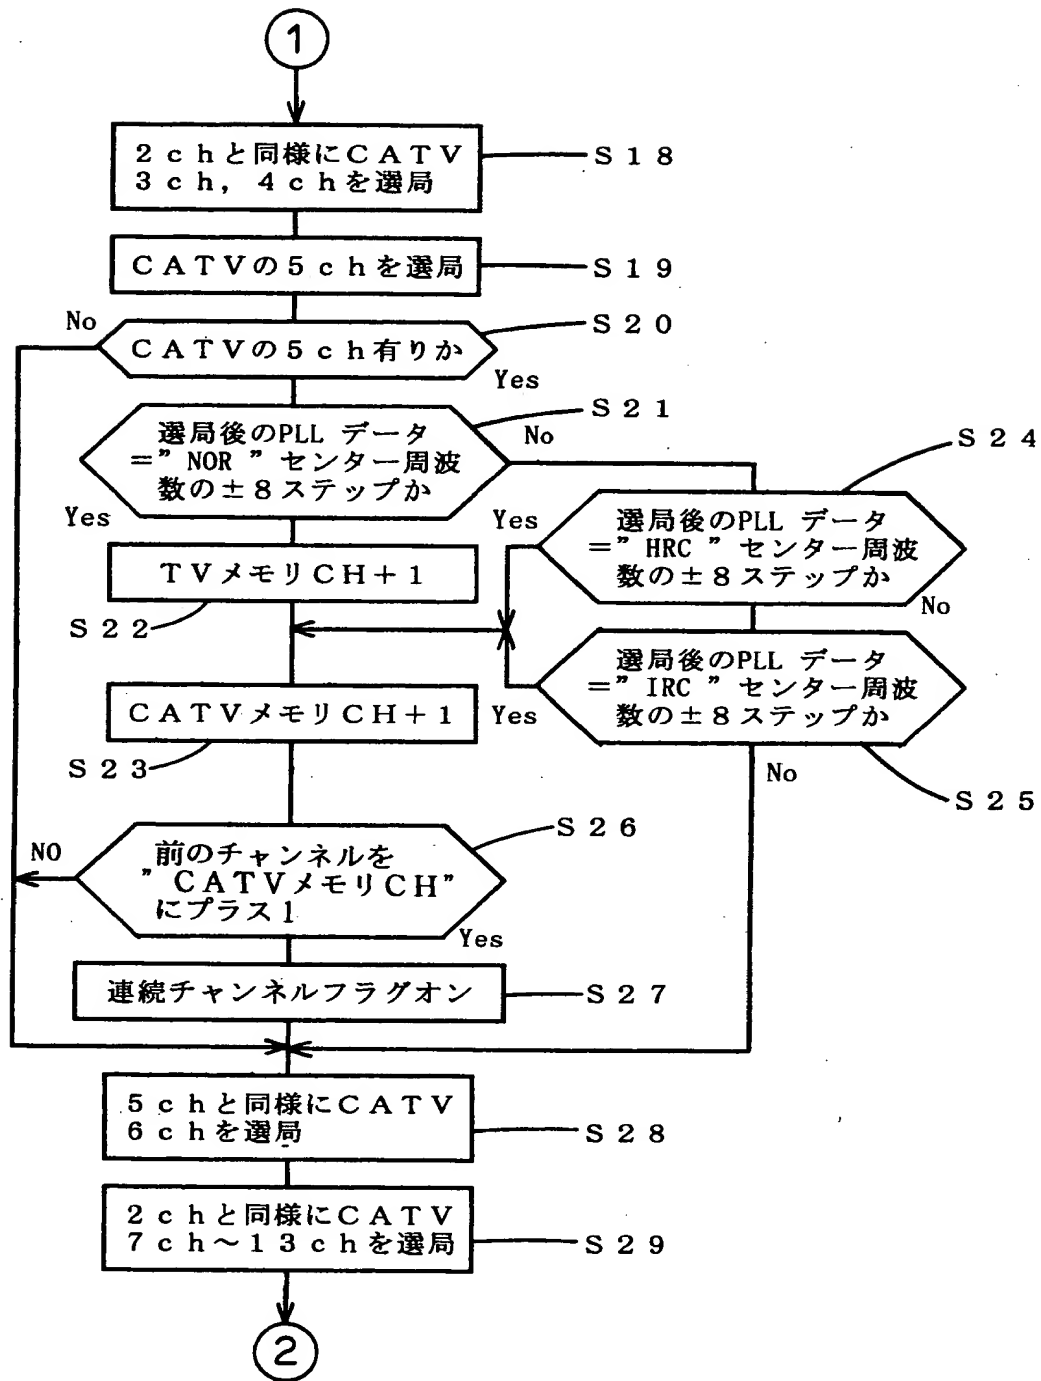 1
2chと同様にCATV
3ch, 4chを選局
S18
CATVの5chを選局
S19
No
CATVの5ch有りか
S20
Yes
選局後のPLL データ
=" NOR " センター周波
数の±8ステップか
S21
No
Yes
選局後のPLL データ
=" HRC " センター周波
数の±8ステップか
S24
Yes
No
TVメモリCH+1
S22
選局後のPLL データ
=" IRC " センター周波
数の±8ステップか
Yes
No
S25
CATVメモリCH+1
S23
前のチャンネルを
" CATVメモリCH"
にプラス1
S26
NO
Yes
連続チャンネルフラグオン
S27
5chと同様にCATV
6chを選局
S28
2chと同様にCATV
7ch~13chを選局
S29
2